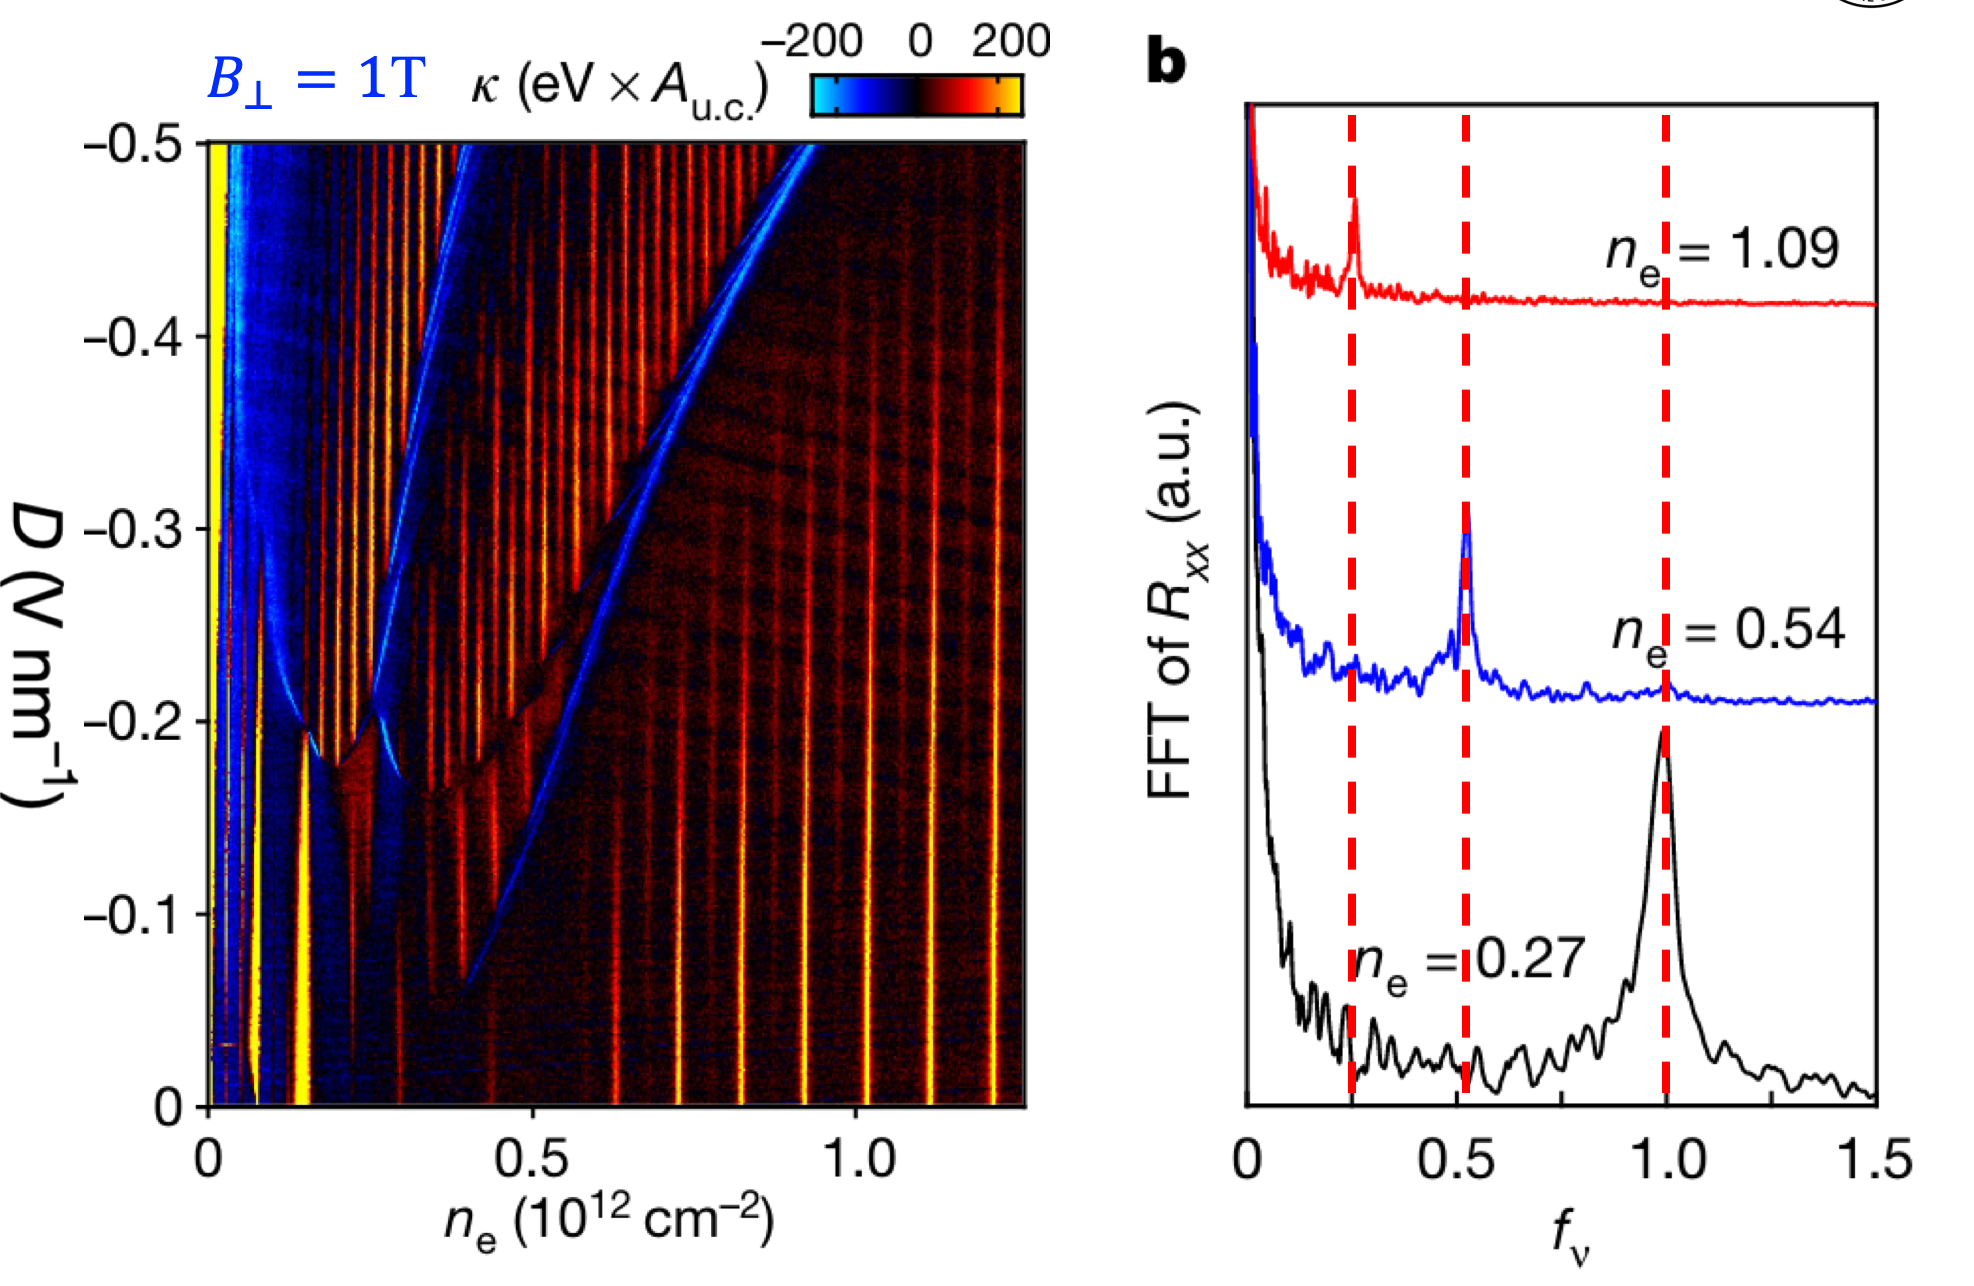 B⊥ = 1T
κ (eV × A_u.c.)
−200 0 200
−0.5
−0.4
−0.3
−0.2
−0.1
0
D (V nm⁻¹)
0 0.5 1.0
nₑ (10¹² cm⁻²)
b
nₑ = 1.09
nₑ = 0.54
nₑ = 0.27
FFT of Rₓₓ (a.u.)
0 0.5 1.0 1.5
f_ν